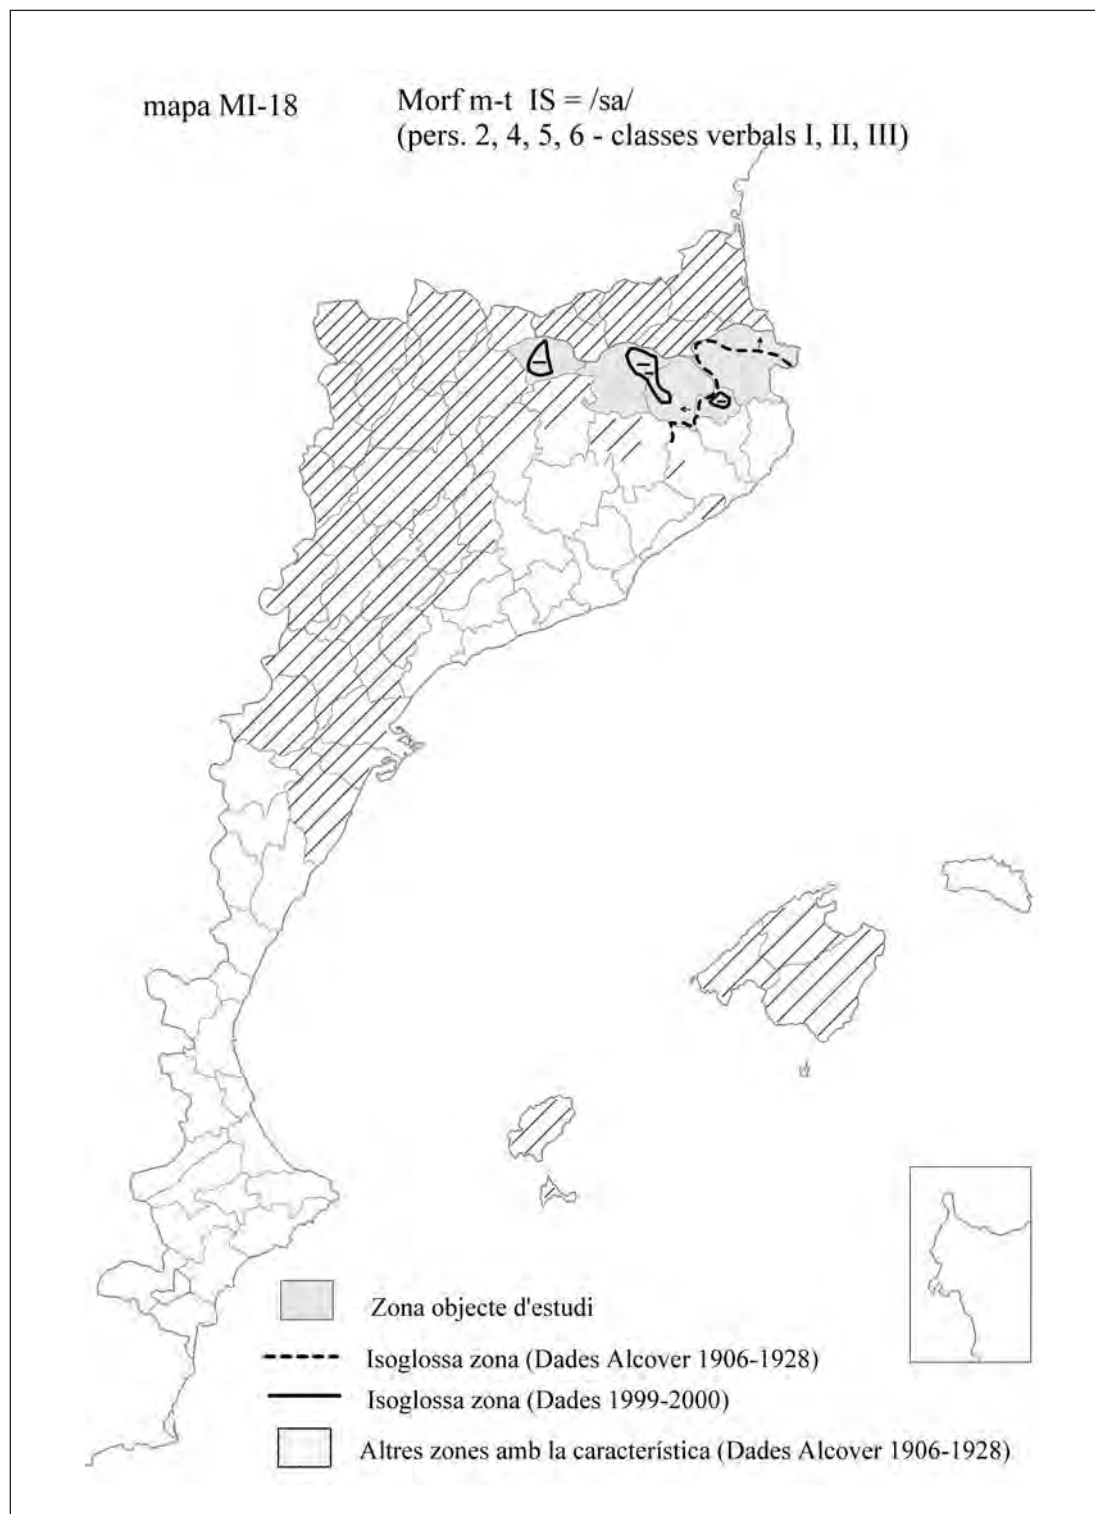 mapa MI-18
Morf m-t IS = /sa/
(pers. 2, 4, 5, 6 - classes verbals I, II, III)
Zona objecte d'estudi
Isoglossa zona (Dades Alcover 1906-1928)
Isoglossa zona (Dades 1999-2000)
Altres zones amb la característica (Dades Alcover 1906-1928)